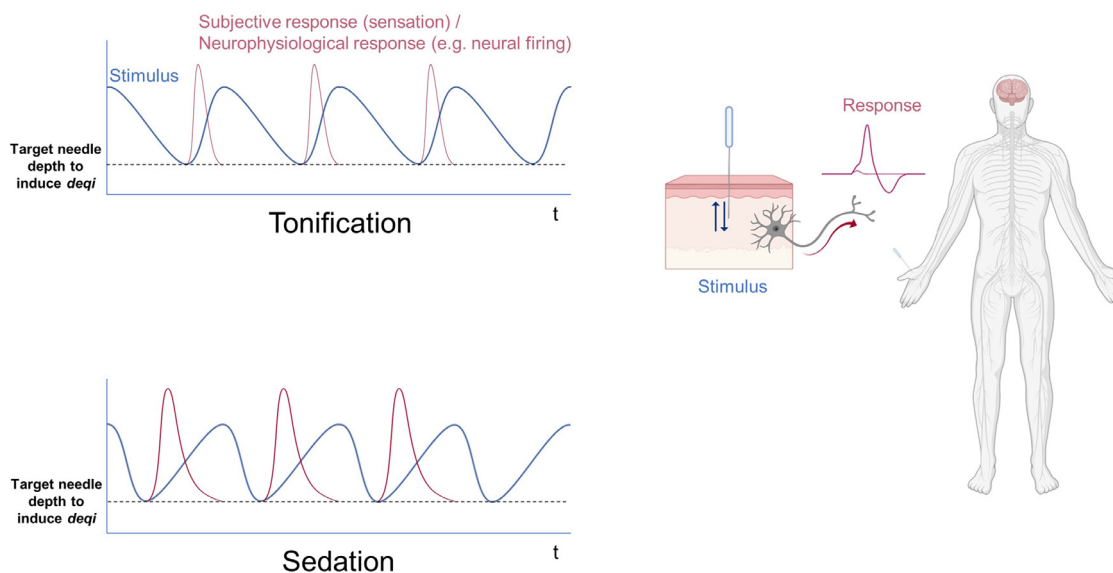 Subjective response (sensation) /
Neurophysiological response (e.g. neural firing)
Stimulus
Target needle
depth to
induce deqi
t
Tonification
Response
Stimulus
Target needle
depth to
induce deqi
t
Sedation